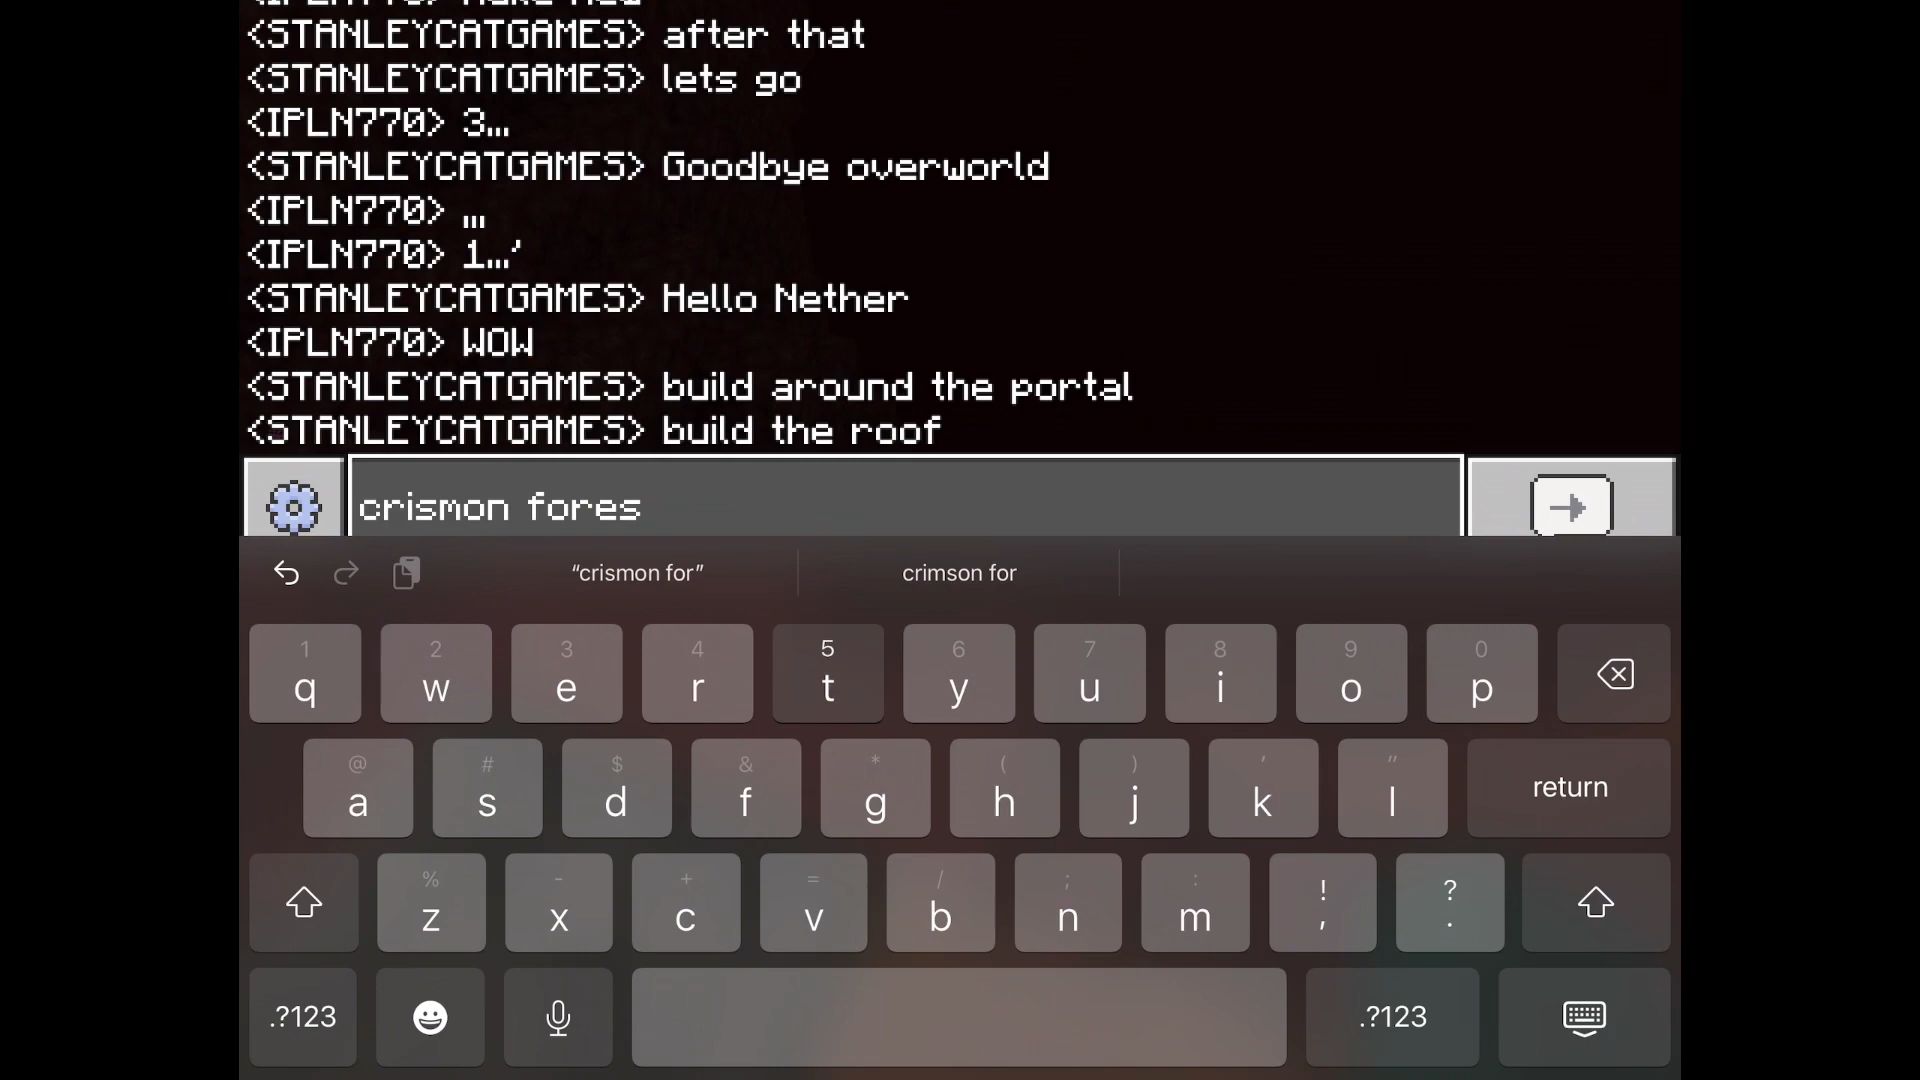 <STANLEYCATGAMES> after that
<STANLEYCATGAMES> lets go
<IPLN770> 3...
<STANLEYCATGAMES> Goodbye overworld
<IPLN770> ...
<IPLN770> 1...'
<STANLEYCATGAMES> Hello Nether
<IPLN770> WOW
<STANLEYCATGAMES> build around the portal
<STANLEYCATGAMES> build the roof
crismon fores
“crismon for” crimson for
1 2 3 4 5 6 7 8 9 0
q w e r t y u i o p
@ # $ & * ( ) ' "
a s d f g h j k l return
% - + = / ; : ! ?
z x c v b n m , .
.?123 .?123